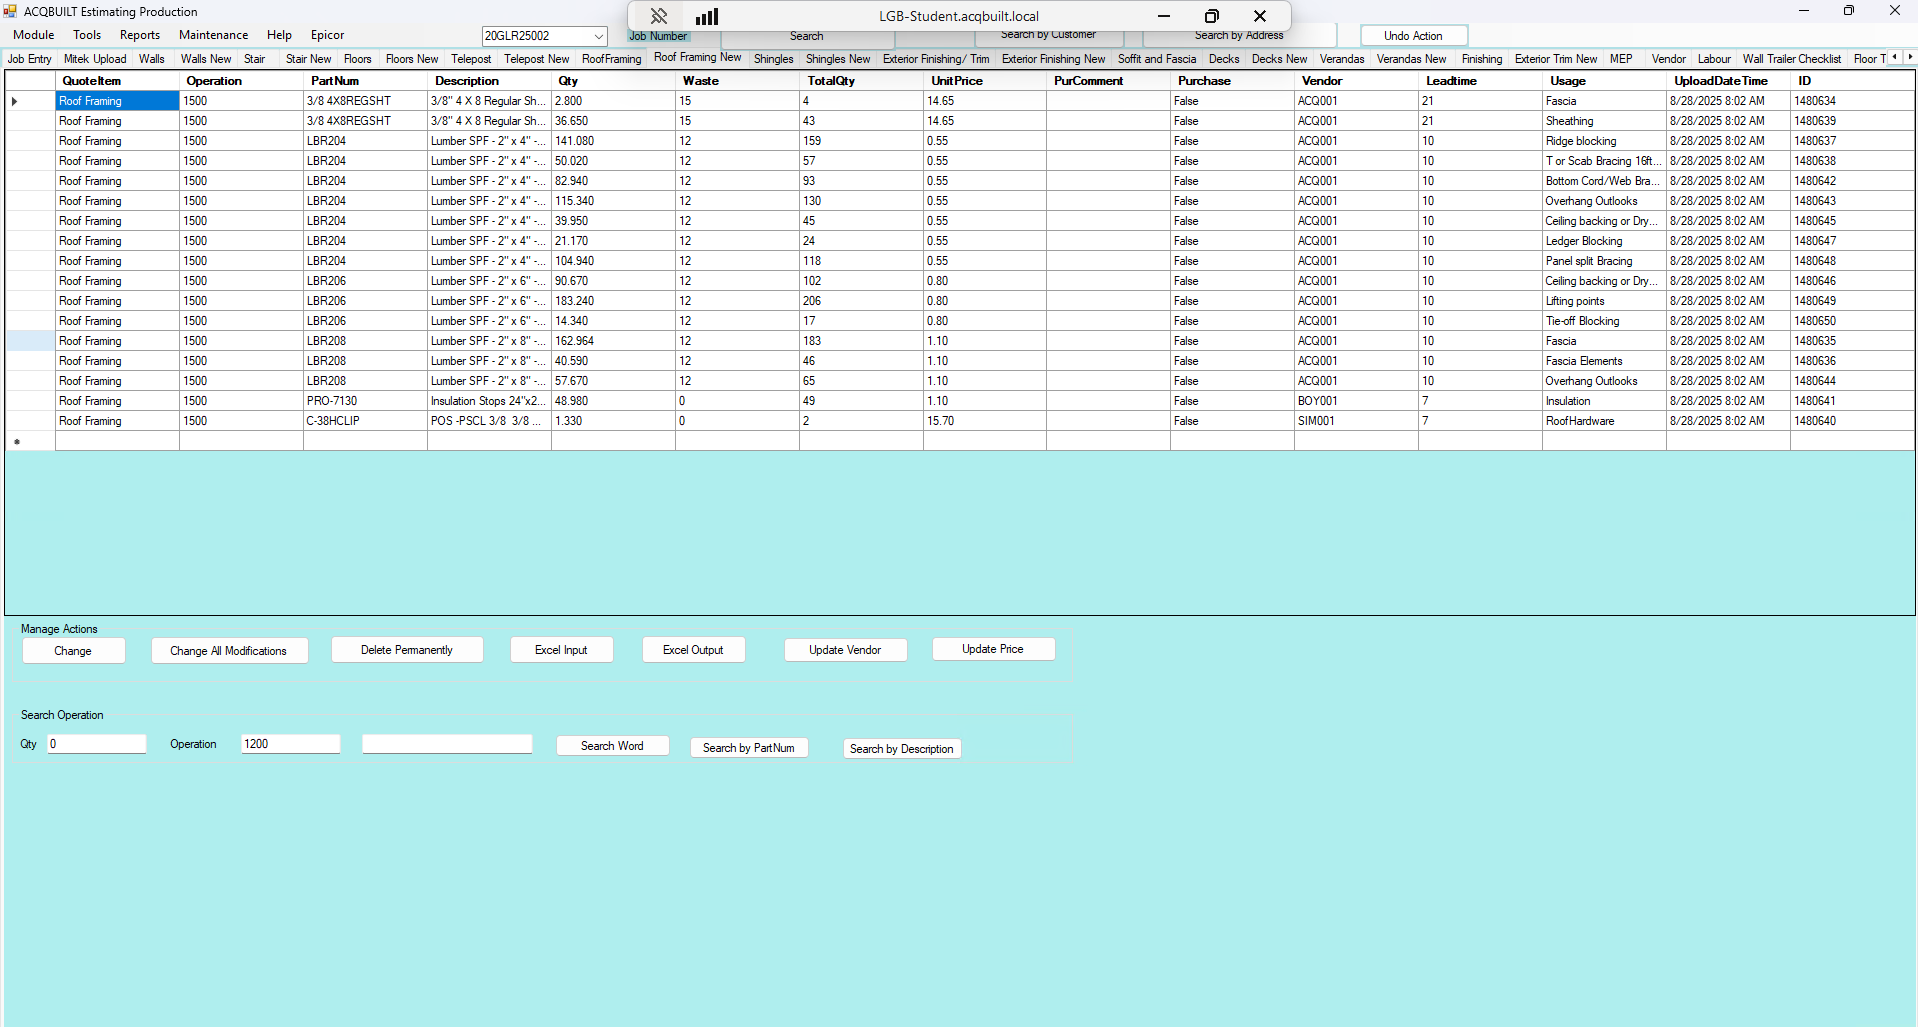 ACQBUILT Estimating Production
LGB-Student.acqbuilt.local
Module Tools Reports Maintenance Help Epicor 20GLR25002 Job Number Search Search by Customer Search by Address Undo Action
Job Entry Mitek Upload Walls Walls New Stair Stair New Floors Floors New Telepost Telepost New RoofFraming Roof Framing New Shingles Shingles New Exterior Finishing/ Trim Exterior Finishing New Soffit and Fascia Decks Decks New Verandas Verandas New Finishing Exterior Trim New MEP Vendor Labour Wall Trailer Checklist Floor T
QuoteItem Operation PartNum Description Qty Waste TotalQty UnitPrice PurComment Purchase Vendor Leadtime Usage UploadDateTime ID
Roof Framing 1500 3/8 4X8REGSHT 3/8" 4 X 8 Regular Sh... 2.800 15 4 14.65 False ACQ001 21 Fascia 8/28/2025 8:02 AM 1480634
Roof Framing 1500 3/8 4X8REGSHT 3/8" 4 X 8 Regular Sh... 36.650 15 43 14.65 False ACQ001 21 Sheathing 8/28/2025 8:02 AM 1480639
Roof Framing 1500 LBR204 Lumber SPF - 2" x 4" -... 141.080 12 159 0.55 False ACQ001 10 Ridge blocking 8/28/2025 8:02 AM 1480637
Roof Framing 1500 LBR204 Lumber SPF - 2" x 4" -... 50.020 12 57 0.55 False ACQ001 10 T or Scab Bracing 16ft... 8/28/2025 8:02 AM 1480638
Roof Framing 1500 LBR204 Lumber SPF - 2" x 4" -... 82.940 12 93 0.55 False ACQ001 10 Bottom Cord/Web Bra... 8/28/2025 8:02 AM 1480642
Roof Framing 1500 LBR204 Lumber SPF - 2" x 4" -... 115.340 12 130 0.55 False ACQ001 10 Overhang Outlooks 8/28/2025 8:02 AM 1480643
Roof Framing 1500 LBR204 Lumber SPF - 2" x 4" -... 39.950 12 45 0.55 False ACQ001 10 Ceiling backing or Dry... 8/28/2025 8:02 AM 1480645
Roof Framing 1500 LBR204 Lumber SPF - 2" x 4" -... 21.170 12 24 0.55 False ACQ001 10 Ledger Blocking 8/28/2025 8:02 AM 1480647
Roof Framing 1500 LBR204 Lumber SPF - 2" x 4" -... 104.940 12 118 0.55 False ACQ001 10 Panel split Bracing 8/28/2025 8:02 AM 1480648
Roof Framing 1500 LBR206 Lumber SPF - 2" x 6" -... 90.670 12 102 0.80 False ACQ001 10 Ceiling backing or Dry... 8/28/2025 8:02 AM 1480646
Roof Framing 1500 LBR206 Lumber SPF - 2" x 6" -... 183.240 12 206 0.80 False ACQ001 10 Lifting points 8/28/2025 8:02 AM 1480649
Roof Framing 1500 LBR206 Lumber SPF - 2" x 6" -... 14.340 12 17 0.80 False ACQ001 10 Tie-off Blocking 8/28/2025 8:02 AM 1480650
Roof Framing 1500 LBR208 Lumber SPF - 2" x 8" -... 162.964 12 183 1.10 False ACQ001 10 Fascia 8/28/2025 8:02 AM 1480635
Roof Framing 1500 LBR208 Lumber SPF - 2" x 8" -... 40.590 12 46 1.10 False ACQ001 10 Fascia Elements 8/28/2025 8:02 AM 1480636
Roof Framing 1500 LBR208 Lumber SPF - 2" x 8" -... 57.670 12 65 1.10 False ACQ001 10 Overhang Outlooks 8/28/2025 8:02 AM 1480644
Roof Framing 1500 PRO-7130 Insulation Stops 24"x2... 48.980 0 49 1.10 False BOY001 7 Insulation 8/28/2025 8:02 AM 1480641
Roof Framing 1500 C-38HCLIP POS -PSCL 3/8 3/8 ... 1.330 0 2 15.70 False SIM001 7 RoofHardware 8/28/2025 8:02 AM 1480640
Manage Actions
Change Change All Modifications Delete Permanently Excel Input Excel Output Update Vendor Update Price
Search Operation
Qty 0 Operation 1200 Search Word Search by PartNum Search by Description